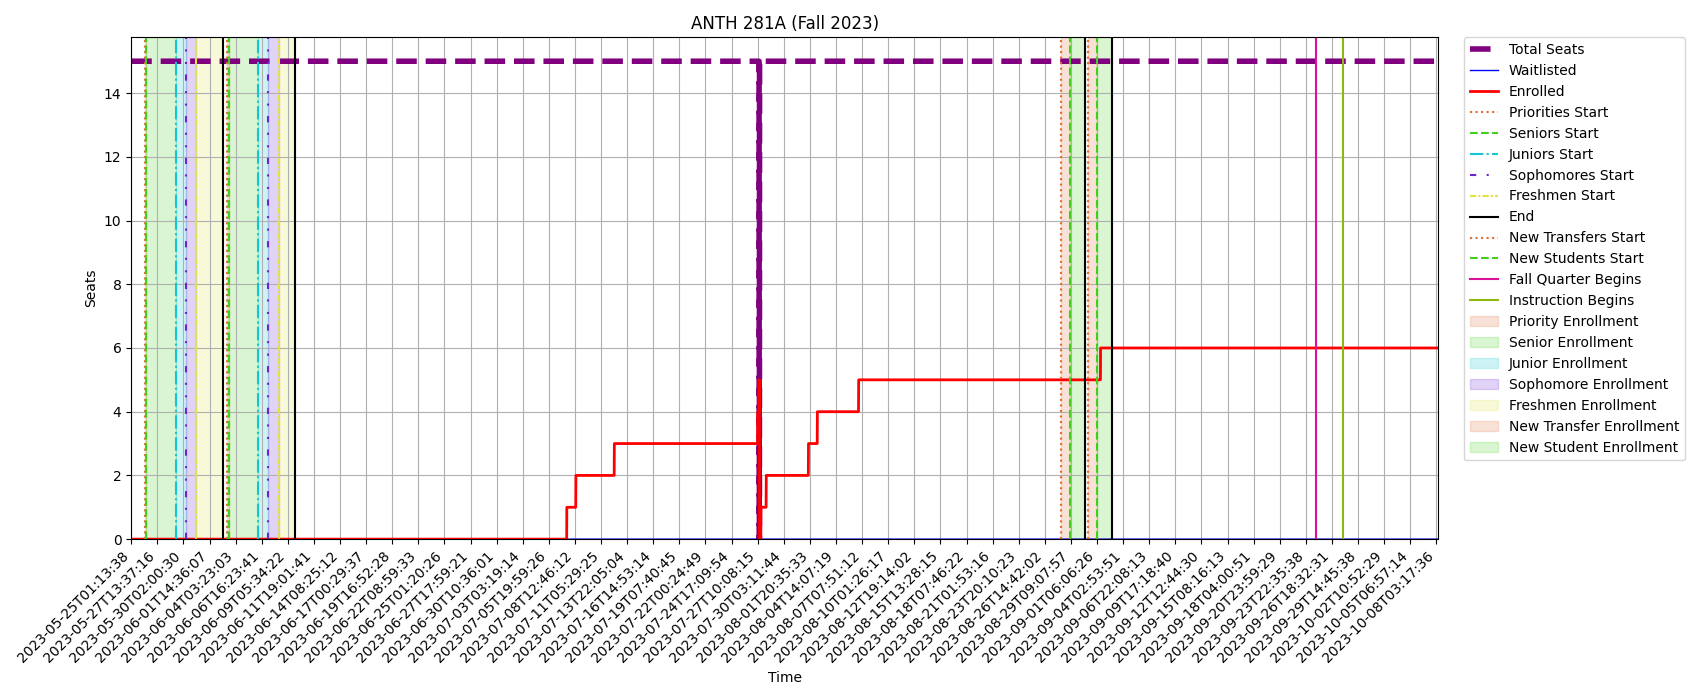 ANTH 281A (Fall 2023)
Seats
14
12
10
8
6
4
2
0
2023-05-25T01:13:38
2023-05-27T13:37:16
2023-05-30T02:00:30
2023-06-01T14:36:07
2023-06-04T03:23:03
2023-06-06T16:23:41
2023-06-09T05:34:22
2023-06-11T19:01:41
2023-06-14T08:25:12
2023-06-17T00:29:37
2023-06-19T16:52:28
2023-06-22T08:59:33
2023-06-25T01:20:26
2023-06-27T17:59:21
2023-06-30T10:36:01
2023-07-03T03:19:14
2023-07-05T19:59:26
2023-07-08T12:46:12
2023-07-11T05:29:25
2023-07-13T22:05:04
2023-07-16T14:53:14
2023-07-19T07:40:45
2023-07-22T00:24:49
2023-07-24T17:09:54
2023-07-27T10:08:15
2023-07-30T03:11:44
2023-08-01T20:35:33
2023-08-04T14:07:19
2023-08-07T07:51:12
2023-08-10T01:26:17
2023-08-12T19:14:02
2023-08-15T13:28:15
2023-08-18T07:46:22
2023-08-21T01:53:16
2023-08-23T20:10:23
2023-08-26T14:42:02
2023-08-29T09:07:57
2023-09-01T06:06:26
2023-09-04T02:53:51
2023-09-06T22:08:13
2023-09-09T17:18:40
2023-09-12T12:44:30
2023-09-15T08:16:13
2023-09-18T04:00:51
2023-09-20T23:59:29
2023-09-23T22:35:38
2023-09-26T18:32:31
2023-09-29T14:45:38
2023-10-02T10:52:29
2023-10-05T06:57:14
2023-10-08T03:17:36
Time
Total Seats
Waitlisted
Enrolled
Priorities Start
Seniors Start
Juniors Start
Sophomores Start
Freshmen Start
End
New Transfers Start
New Students Start
Fall Quarter Begins
Instruction Begins
Priority Enrollment
Senior Enrollment
Junior Enrollment
Sophomore Enrollment
Freshmen Enrollment
New Transfer Enrollment
New Student Enrollment